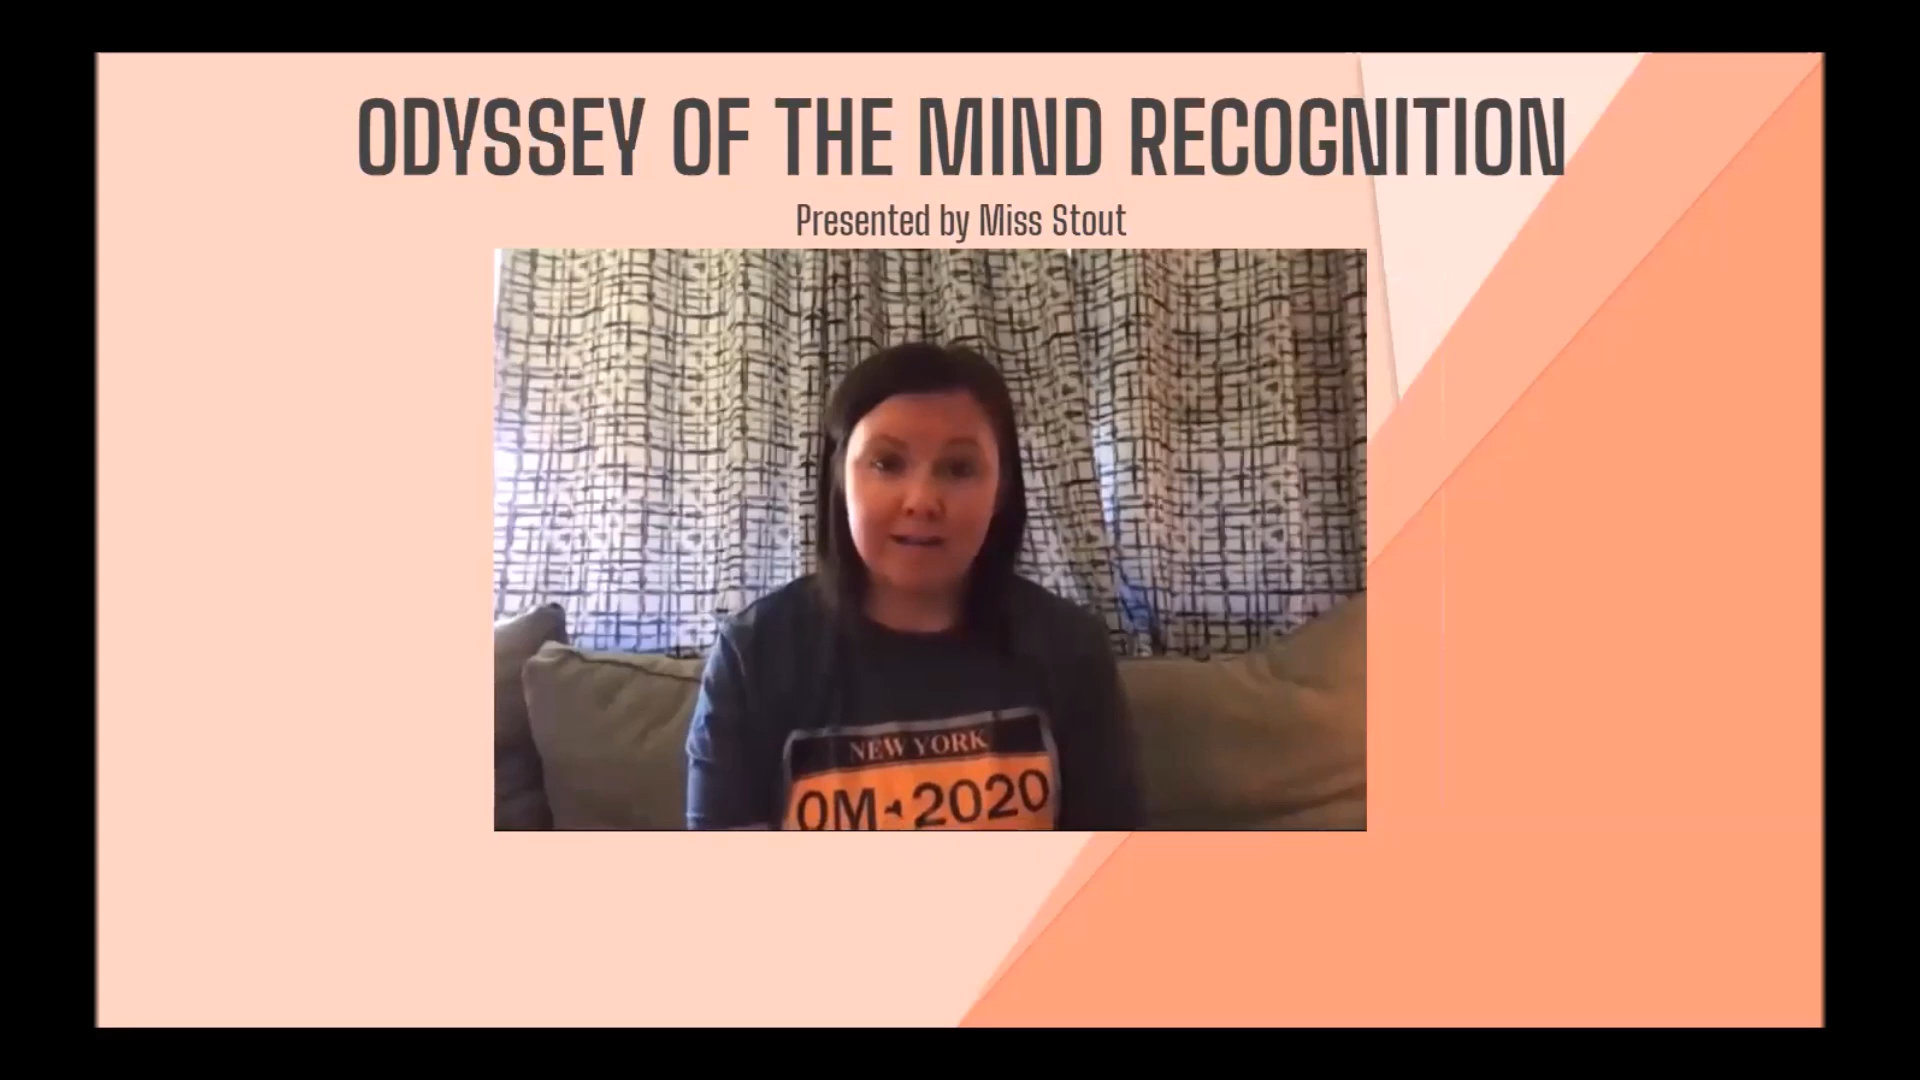 ODYSSEY OF THE MIND RECOGNITION
Presented by Miss Stout
NEW YORK
OM 2020